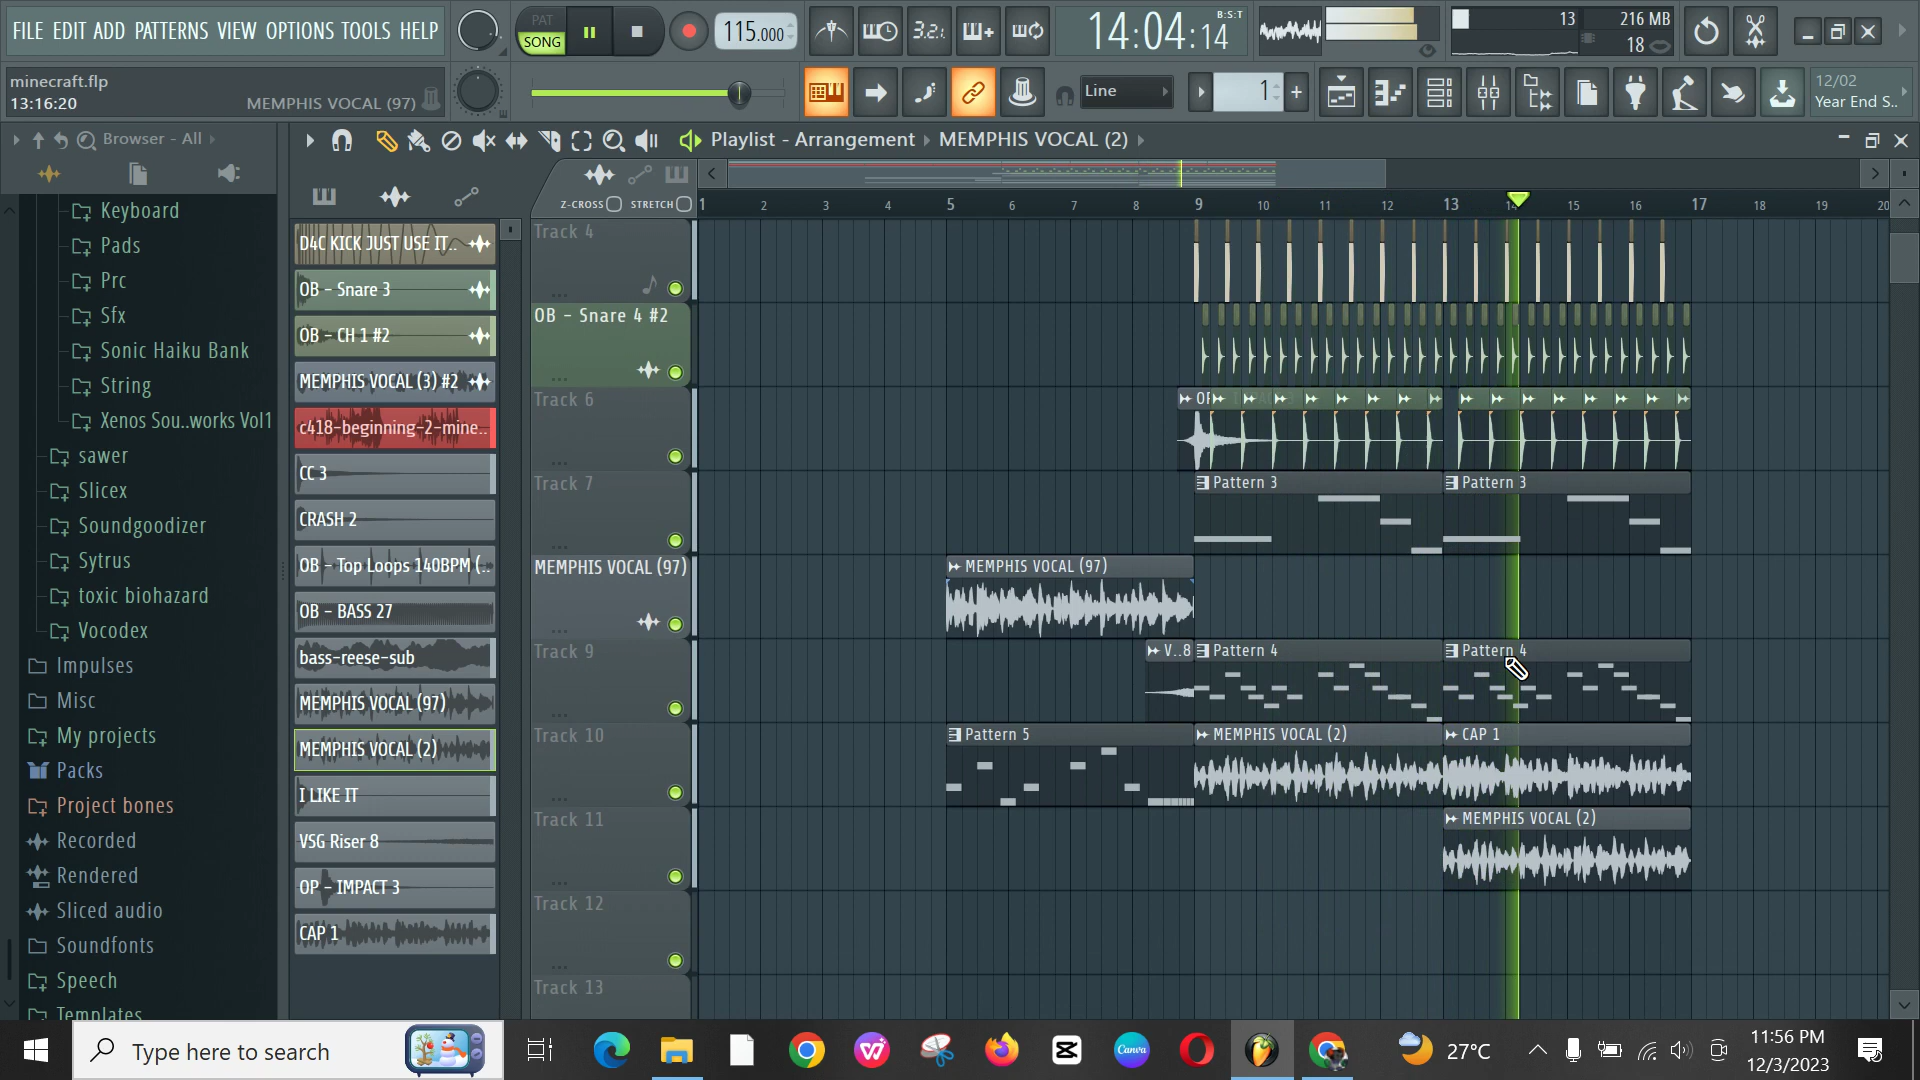 FILE EDIT ADD PATTERNS VIEW OPTIONS TOOLS HELP
PAT
SONG
115.000
3.2.1
14:04:14
B:S:T
13
216 MB
18
minecraft.flp
13:16:20
MEMPHIS VOCAL (97)
Line
1
12/02
Year End S..
Browser - All
Playlist - Arrangement
MEMPHIS VOCAL (2)
Z-CROSS
STRETCH
1 2 3 4 5 6 7 8 9 10 11 12 13 14 15 16 17 18 19 20
Keyboard
Pads
Prc
Sfx
Sonic Haiku Bank
String
Xenos Sou..works Vol1
sawer
Slicex
Soundgoodizer
Sytrus
toxic biohazard
Vocodex
Impulses
Misc
My projects
Packs
Project bones
Recorded
Rendered
Sliced audio
Soundfonts
Speech
Templates
D4C KICK JUST USE IT..
OB - Snare 3
OB - CH 1 #2
MEMPHIS VOCAL (3) #2
c418-beginning-2-mine..
CC 3
CRASH 2
OB - Top Loops 140BPM (..
OB - BASS 27
bass-reese-sub
MEMPHIS VOCAL (97)
MEMPHIS VOCAL (2)
I LIKE IT
VSG Riser 8
OP - IMPACT 3
CAP 1
Track 4
OB - Snare 4 #2
Track 6
Track 7
Pattern 3
Pattern 3
MEMPHIS VOCAL (97)
MEMPHIS VOCAL (97)
Track 9
V..8
Pattern 4
Pattern 4
Track 10
Pattern 5
MEMPHIS VOCAL (2)
CAP 1
Track 11
MEMPHIS VOCAL (2)
Track 12
Track 13
Type here to search
Canva
27°C
11:56 PM
12/3/2023